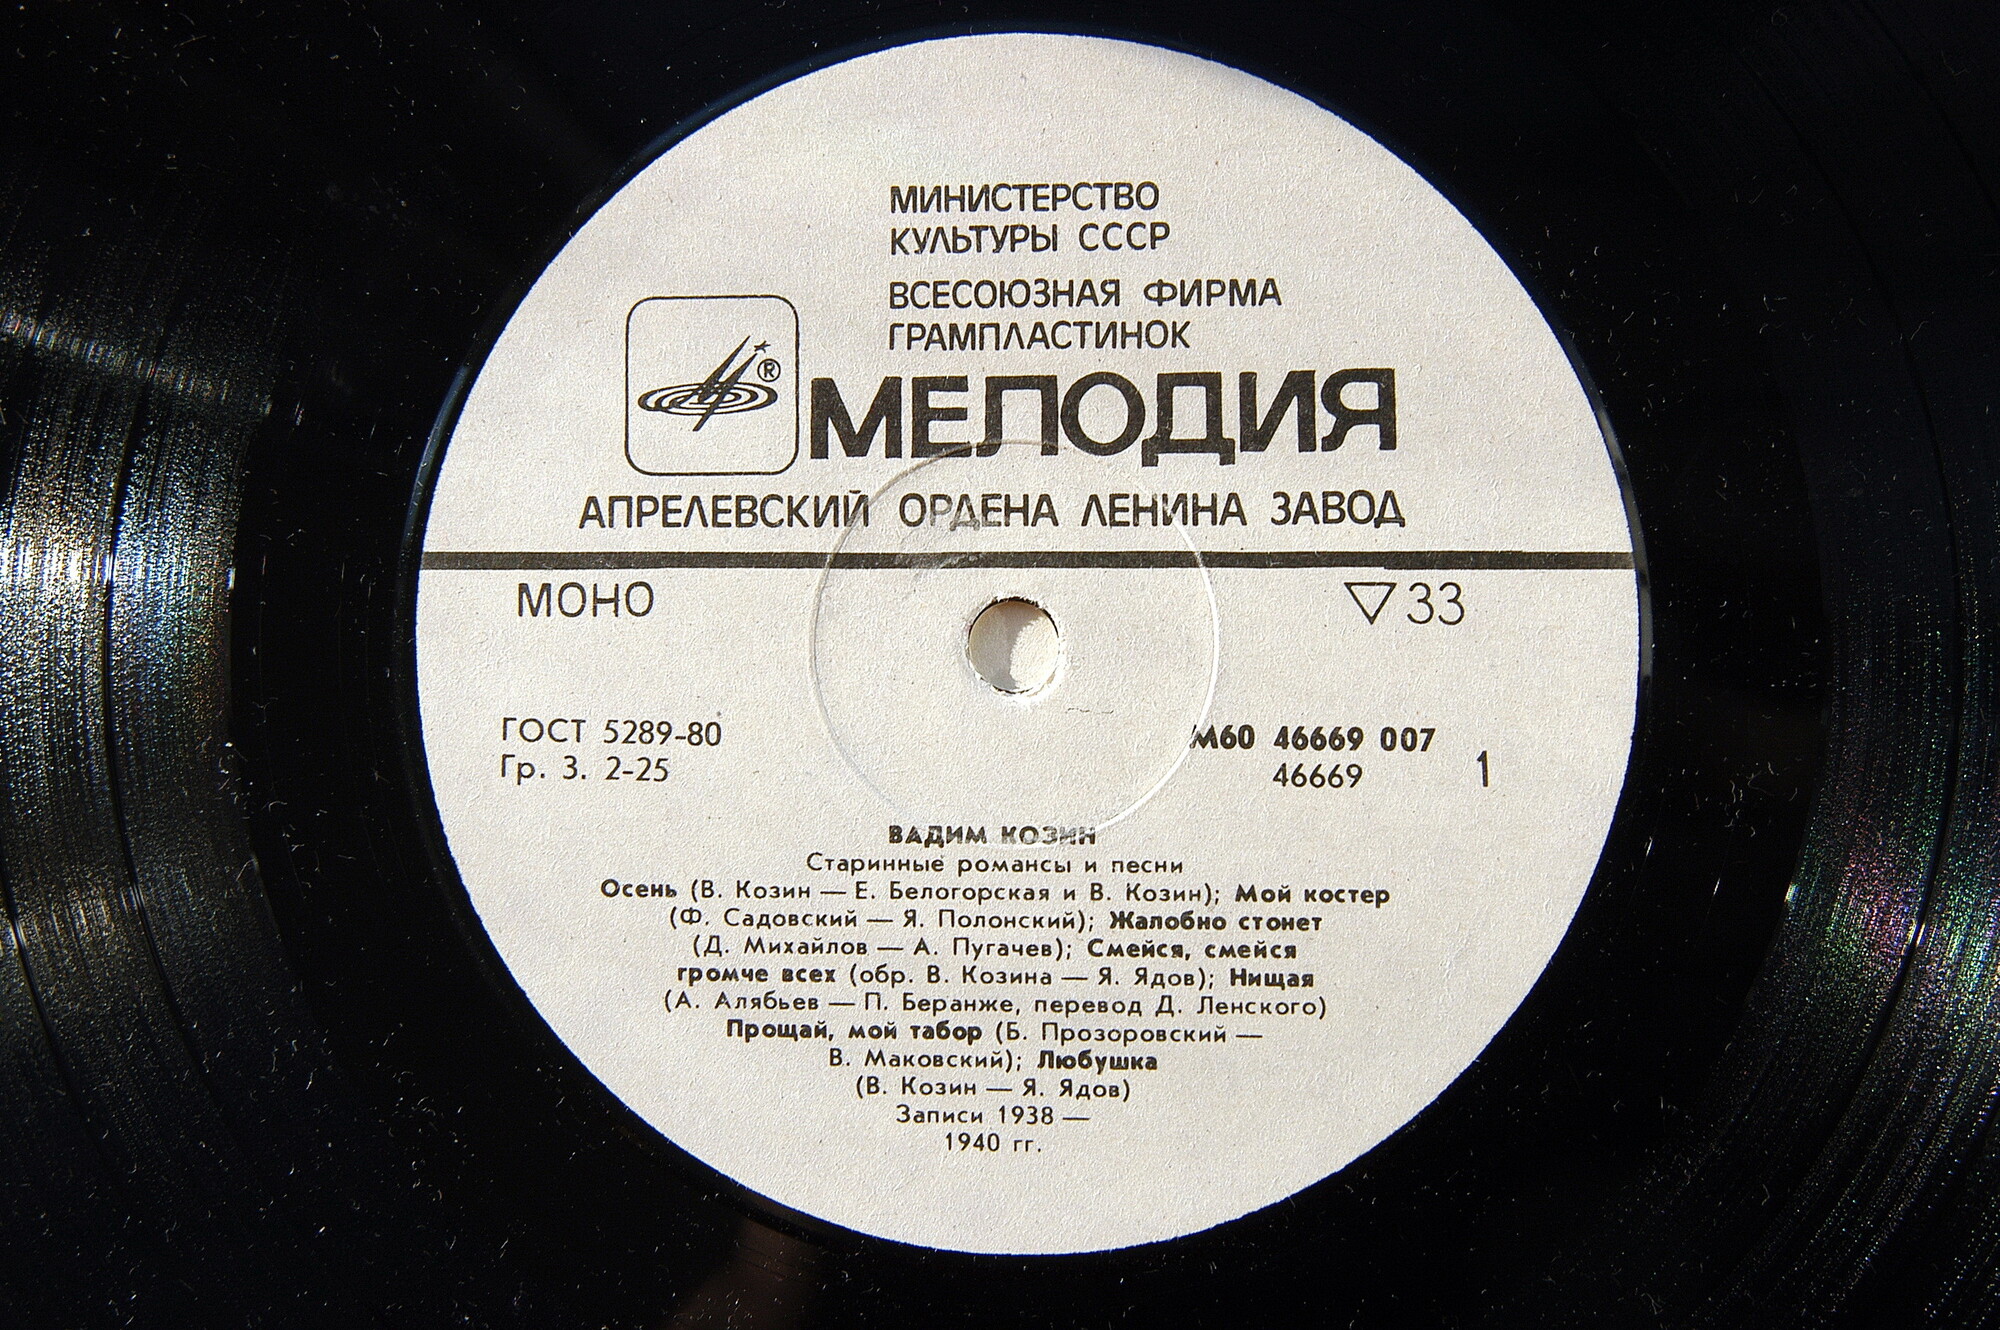 МИНИСТЕРСТВО
КУЛЬТУРЫ СССР
ВСЕСОЮЗНАЯ ФИРМА
ГРАМПЛАСТИНОК
®
МЕЛОДИЯ
АПРЕЛЕВСКИЙ ОРДЕНА ЛЕНИНА ЗАВОД
МОНО
▽33
ГОСТ 5289-80
Гр. 3. 2-25
М60 46669 007
46669
1
ВАДИМ КОЗИН
Старинные романсы и песни
Осень (В. Козин — Е. Белогорская и В. Козин); Мой костер
(Ф. Садовский — Я. Полонский); Жалобно стонет
(Д. Михайлов — А. Пугачев); Смейся, смейся
громче всех (обр. В. Козина — Я. Ядов); Нищая
(А. Алябьев — П. Беранже, перевод Д. Ленского)
Прощай, мой табор (Б. Прозоровский —
В. Маковский); Любушка
(В. Козин — Я. Ядов)
Записи 1938 —
1940 гг.